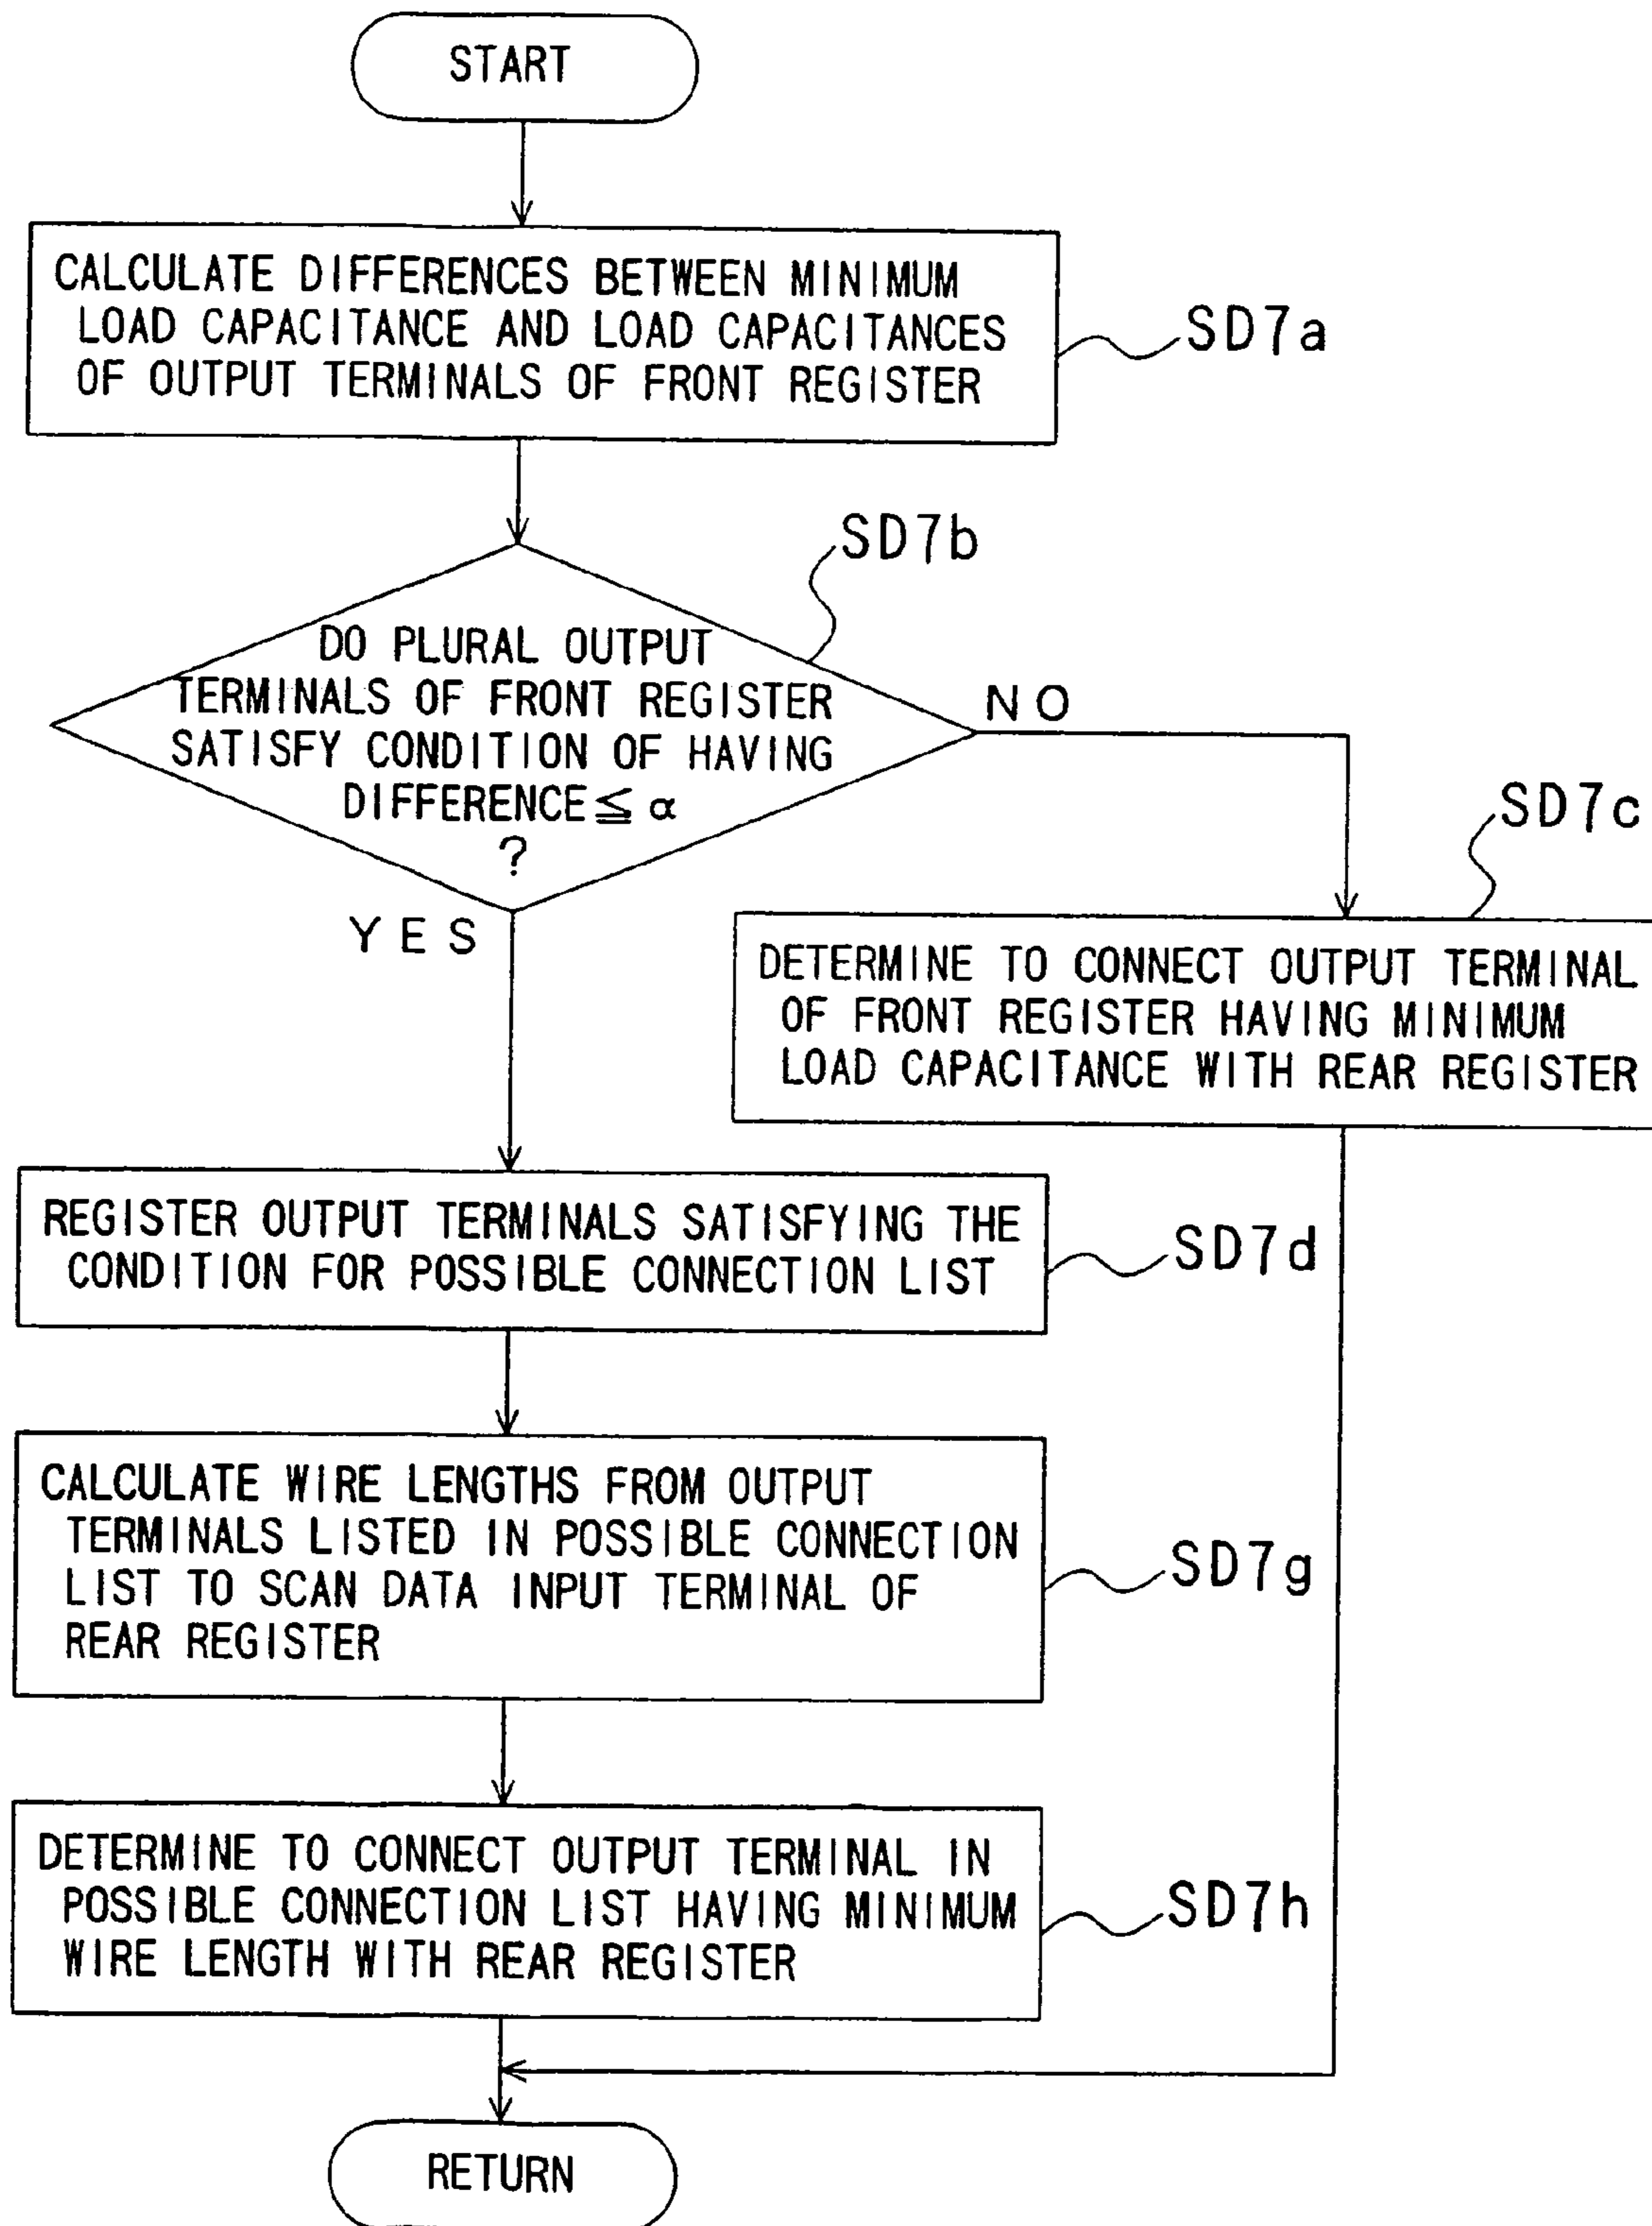 START
CALCULATE DIFFERENCES BETWEEN MINIMUM
LOAD CAPACITANCE AND LOAD CAPACITANCES
OF OUTPUT TERMINALS OF FRONT REGISTER
SD7a
SD7b
DO PLURAL OUTPUT
TERMINALS OF FRONT REGISTER
SATISFY CONDITION OF HAVING
DIFFERENCE≦α
?
NO
YES
SD7c
DETERMINE TO CONNECT OUTPUT TERMINAL
OF FRONT REGISTER HAVING MINIMUM
LOAD CAPACITANCE WITH REAR REGISTER
REGISTER OUTPUT TERMINALS SATISFYING THE
CONDITION FOR POSSIBLE CONNECTION LIST
SD7d
CALCULATE WIRE LENGTHS FROM OUTPUT
TERMINALS LISTED IN POSSIBLE CONNECTION
LIST TO SCAN DATA INPUT TERMINAL OF
REAR REGISTER
SD7g
DETERMINE TO CONNECT OUTPUT TERMINAL IN
POSSIBLE CONNECTION LIST HAVING MINIMUM
WIRE LENGTH WITH REAR REGISTER
SD7h
RETURN